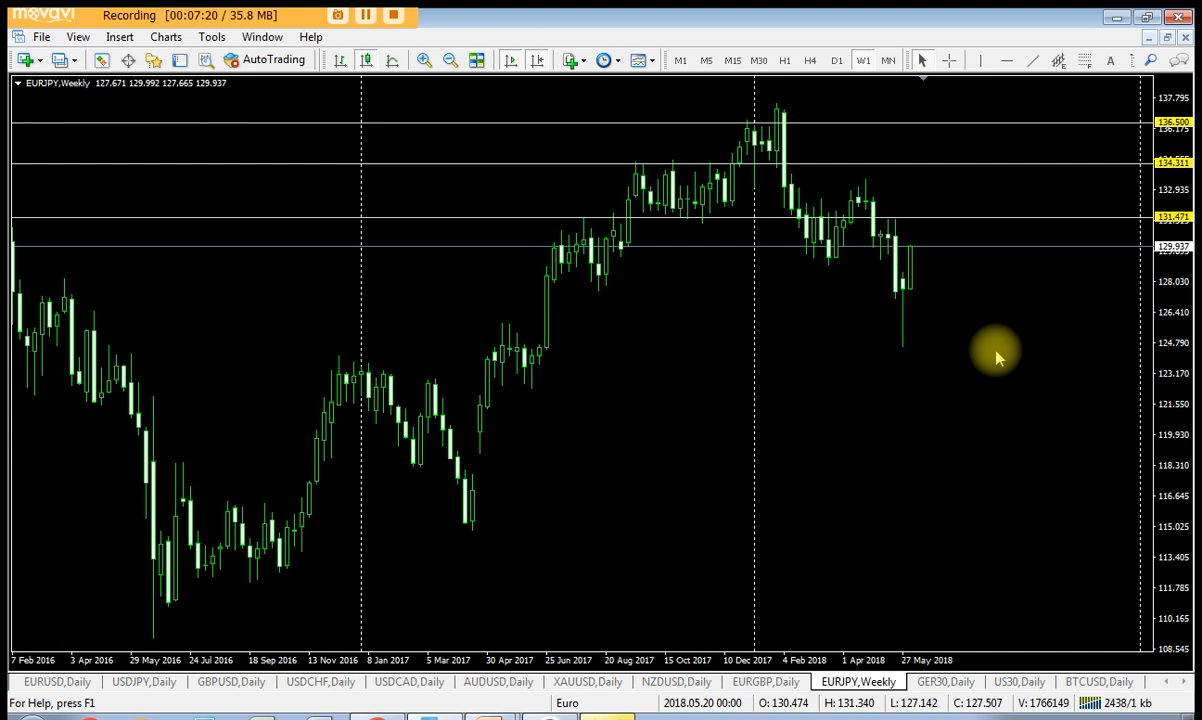 movavi Recording [00:07:20 / 35.8 MB]
File View Insert Charts Tools Window Help
AutoTrading M1 M5 M15 M30 H1 H4 D1 W1 MN A
EURJPY,Weekly 127.671 129.992 127.665 129.937
137.795
136.500
136.175
134.311
132.935
131.471
129.937
128.030
126.410
124.790
123.170
121.550
119.930
118.310
116.645
115.025
113.405
111.785
110.165
108.545
7 Feb 2016 3 Apr 2016 29 May 2016 24 Jul 2016 18 Sep 2016 13 Nov 2016 8 Jan 2017 5 Mar 2017 30 Apr 2017 25 Jun 2017 20 Aug 2017 15 Oct 2017 10 Dec 2017 4 Feb 2018 1 Apr 2018 27 May 2018
EURUSD,Daily USDJPY,Daily GBPUSD,Daily USDCHF,Daily USDCAD,Daily AUDUSD,Daily XAUUSD,Daily NZDUSD,Daily EURGBP,Daily EURJPY,Weekly GER30,Daily US30,Daily BTCUSD,Daily
For Help, press F1 Euro 2018.05.20 00:00 O: 130.474 H: 131.340 L: 127.142 C: 127.507 V: 1766149 2438/1 kb